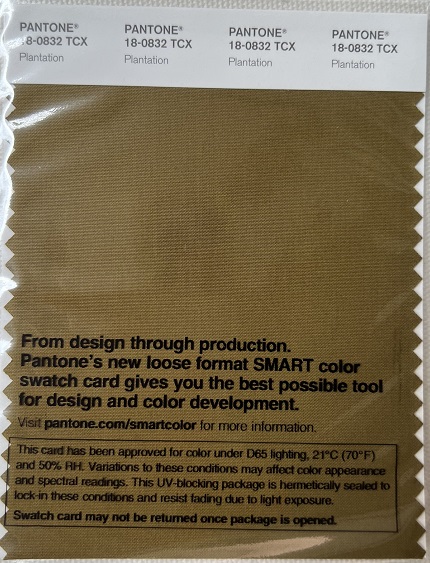 PANTONE® PANTONE® PANTONE® PANTONE®
18-0832 TCX 18-0832 TCX 18-0832 TCX 18-0832 TCX
Plantation Plantation Plantation Plantation
From design through production.
Pantone's new loose format SMART color
swatch card gives you the best possible tool
for design and color development.
Visit pantone.com/smartcolor for more information.
This card has been approved for color under D65 lighting, 21°C (70°F)
and 50% RH. Variations to these conditions may affect color appearance
and spectral readings. This UV-blocking package is hermetically sealed to
lock-in these conditions and resist fading due to light exposure.
Swatch card may not be returned once package is opened.